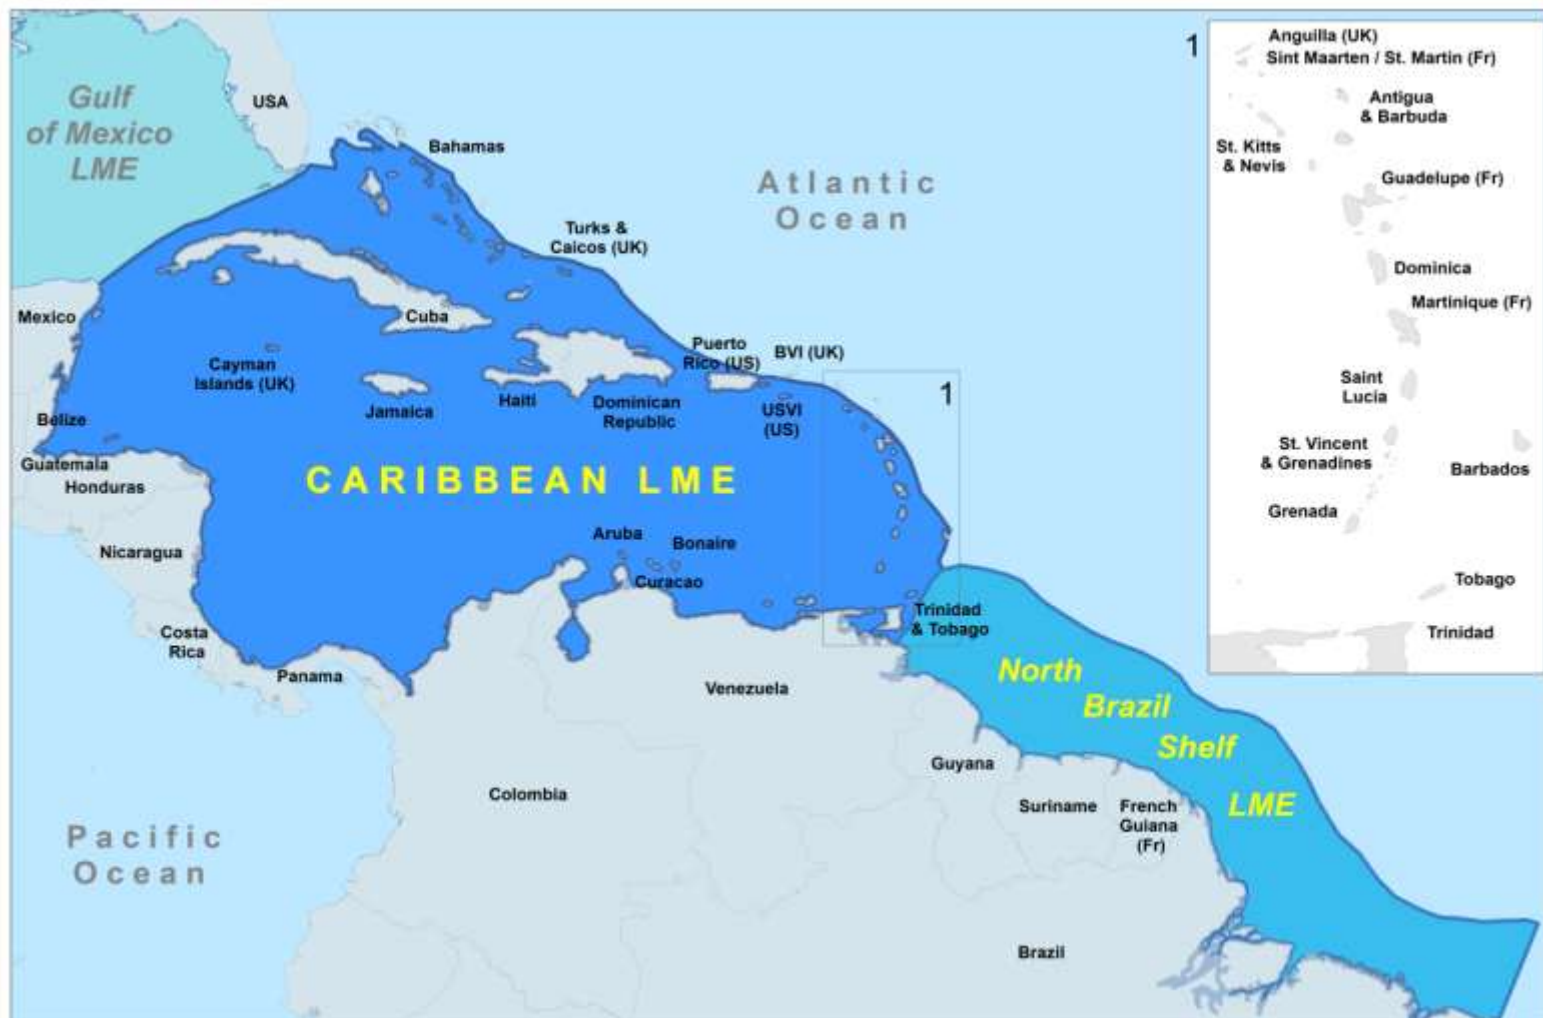 Gulf
of Mexico
LME
USA
Bahamas
Atlantic
Ocean
Turks &
Caicos (UK)
Mexico
Cuba
Puerto
Rico (US)
BVI (UK)
Cayman
Islands (UK)
Jamaica
Haiti
Dominican
Republic
USVI
(US)
1
Belize
Guatemala
Honduras
CARIBBEAN LME
Nicaragua
Aruba
Bonaire
Curacao
Costa
Rica
Panama
Trinidad
& Tobago
Venezuela
North
Brazil
Shelf
LME
Colombia
Guyana
Suriname
French
Guiana
(Fr)
Pacific
Ocean
Brazil
1
Anguilla (UK)
Sint Maarten / St. Martin (Fr)
Antigua
& Barbuda
St. Kitts
& Nevis
Guadelupe (Fr)
Dominica
Martinique (Fr)
Saint
Lucia
St. Vincent
& Grenadines
Barbados
Grenada
Tobago
Trinidad